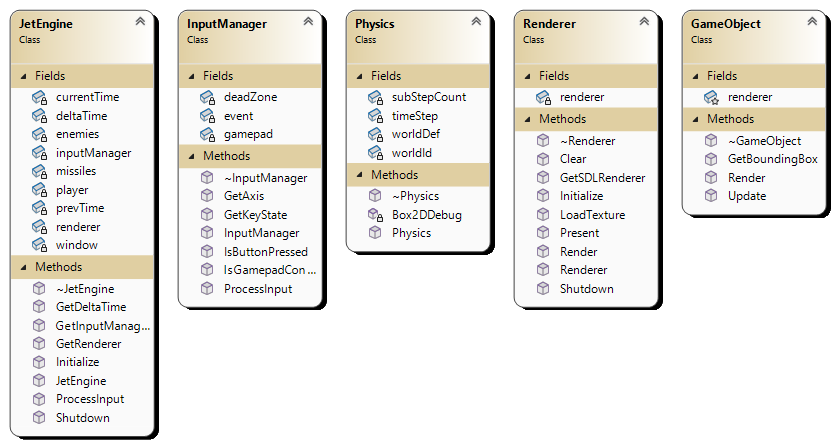 JetEngine
Class
Fields
currentTime
deltaTime
enemies
inputManager
missiles
player
prevTime
renderer
window
Methods
~JetEngine
GetDeltaTime
GetInputManag...
GetRenderer
Initialize
JetEngine
ProcessInput
Shutdown
InputManager
Class
Fields
deadZone
event
gamepad
Methods
~InputManager
GetAxis
GetKeyState
InputManager
IsButtonPressed
IsGamepadCon...
ProcessInput
Physics
Class
Fields
subStepCount
timeStep
worldDef
worldId
Methods
~Physics
Box2DDebug
Physics
Renderer
Class
Fields
renderer
Methods
~Renderer
Clear
GetSDLRenderer
Initialize
LoadTexture
Present
Render
Renderer
Shutdown
GameObject
Class
Fields
renderer
Methods
~GameObject
GetBoundingBox
Render
Update